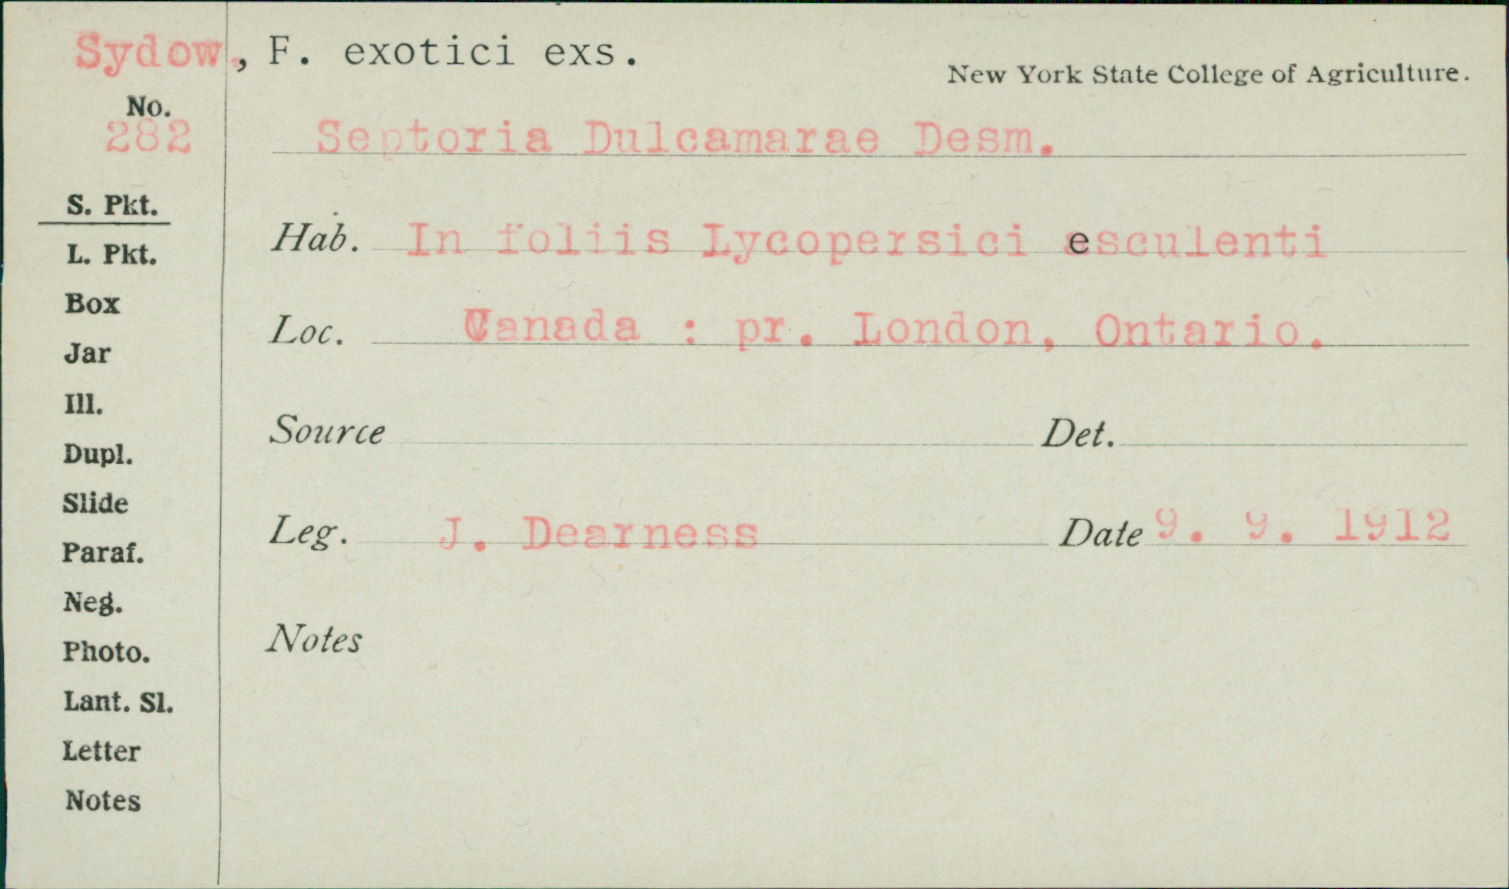 Sydow, F. exotici exs.
New York State College of Agriculture.
No.
282
Septoria Dulcamarae Desm.
S. Pkt.
L. Pkt.
Box
Jar
Ill.
Dupl.
Slide
Paraf.
Neg.
Photo.
Lant. Sl.
Letter
Notes
Hab. In foliis Lycopersici esculenti
Loc. Canada : pr. London, Ontario.
Source Det.
Leg. J. Dearness Date 9. 9. 1912
Notes